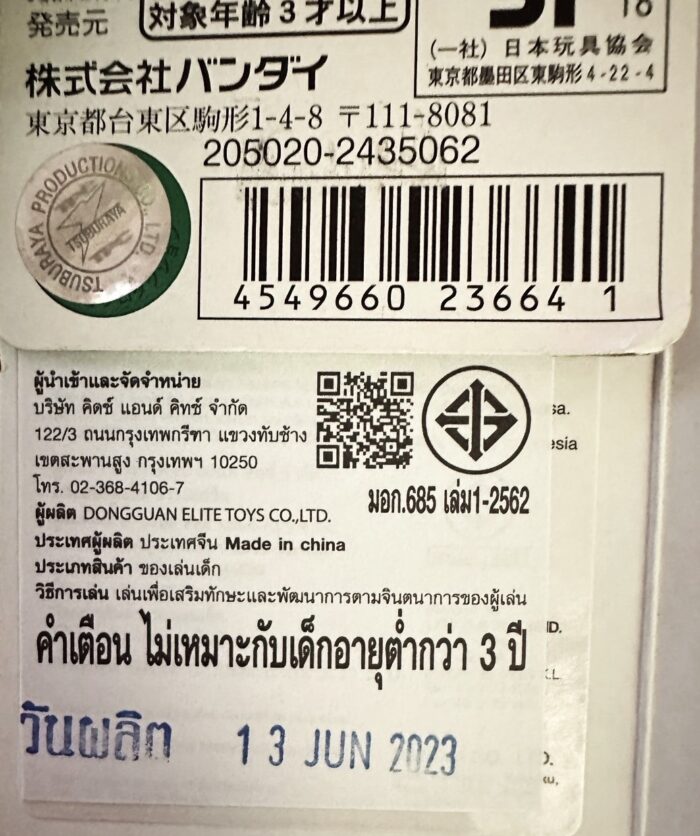 発売元
対象年齢3才以上
株式会社バンダイ
(一社) 日本玩具協会
東京都墨田区東駒形4-22-4
東京都台東区駒形1-4-8 〒111-8081
205020-2435062
TSUBURAYA PRODUCTIONS CO., LTD.
TSUBURAYA
4549660 23664 1
ผู้นำเข้าและจัดจำหน่าย
บริษัท คิดซ์ แอนด์ คิทซ์ จำกัด
122/3 ถนนกรุงเทพกรีฑา แขวงทับช้าง
เขตสะพานสูง กรุงเทพฯ 10250
โทร. 02-368-4106-7
มอก.685 เล่ม1-2562
ผู้ผลิต DONGGUAN ELITE TOYS CO.,LTD.
ประเทศผู้ผลิต ประเทศจีน Made in china
ประเภทสินค้า ของเล่นเด็ก
วิธีการเล่น เล่นเพื่อเสริมทักษะและพัฒนาการตามจินตนาการของผู้เล่น
คำเตือน ไม่เหมาะกับเด็กอายุต่ำกว่า 3 ปี
วันผลิต 13 JUN 2023